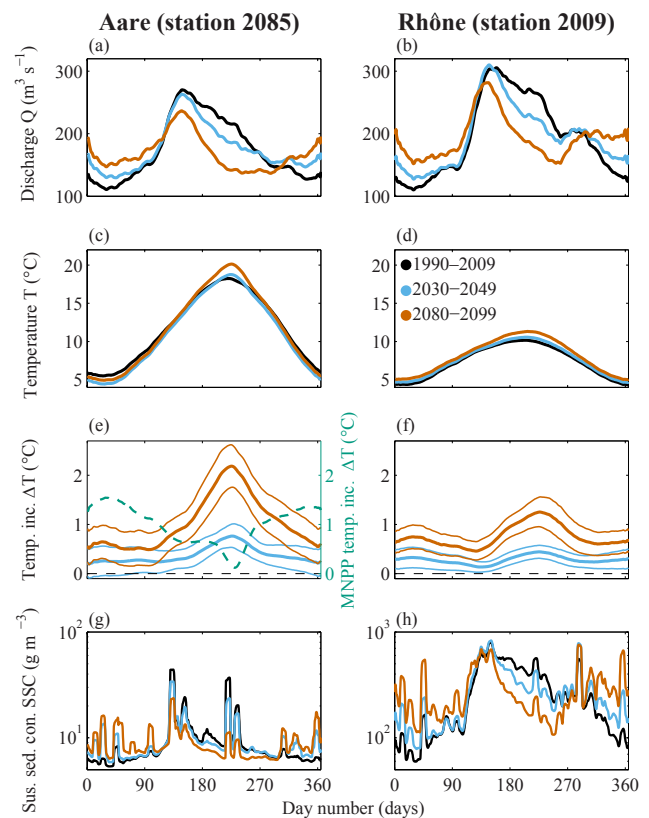 Aare (station 2085)
Rhône (station 2009)
(a)
(b)
Discharge Q (m³ s⁻¹)
300
200
100
300
200
100
(c)
(d)
Temperature T (°C)
20
15
10
5
20
15
10
5
1990–2009
2030–2049
2080–2099
(e)
(f)
Temp. inc. ΔT (°C)
2
1
0
2
1
0
MNPP temp. inc. ΔT (°C)
2
1
0
(g)
(h)
Sus. sed. con. SSC (g m⁻³)
10²
10¹
10³
10²
0 90 180 270 360
0 90 180 270 360
Day number (days)